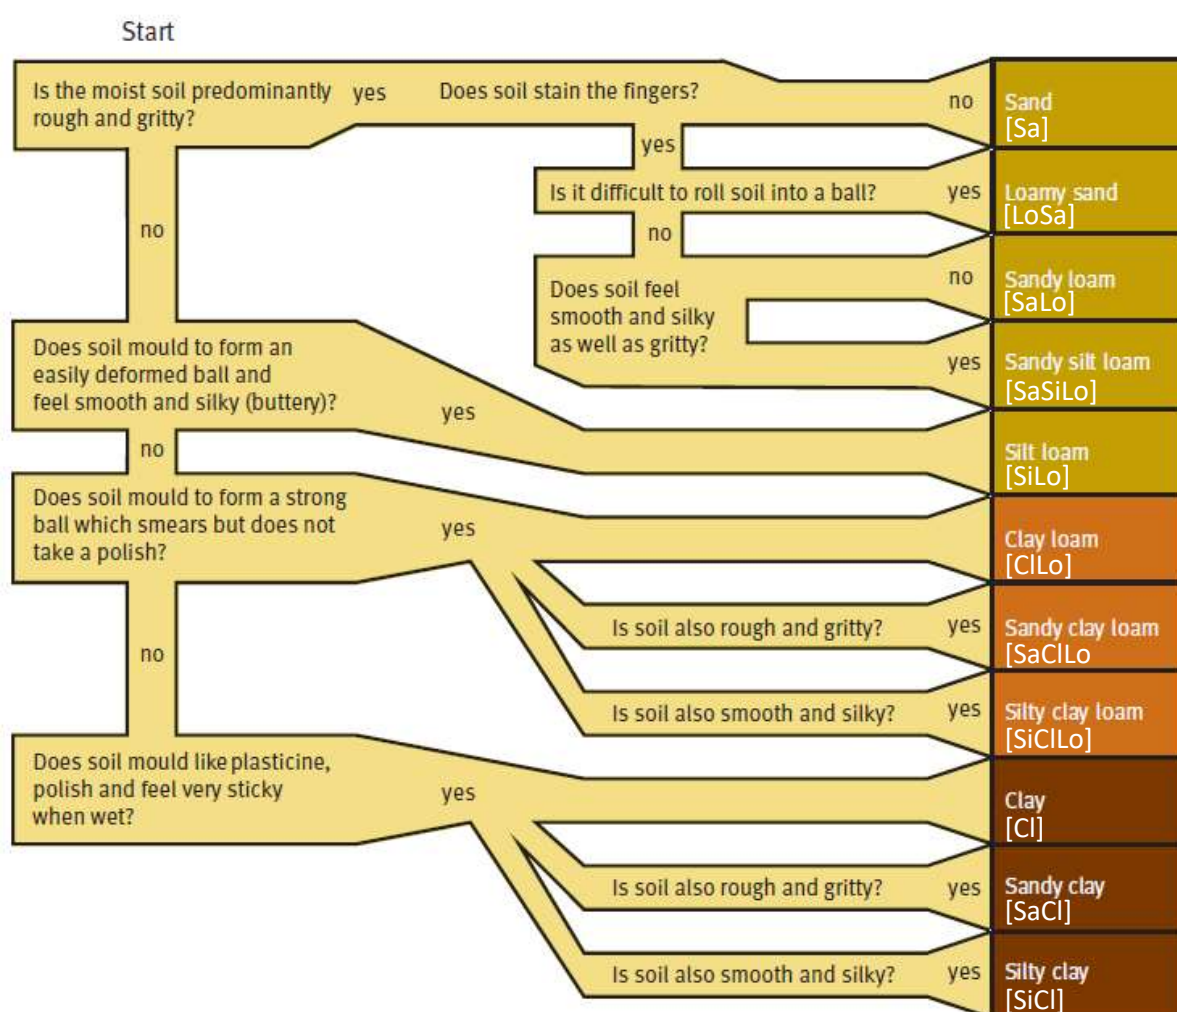 Start
Is the moist soil predominantly
rough and gritty?
yes
Does soil stain the fingers?
no
Sand
[Sa]
yes
Is it difficult to roll soil into a ball?
yes
Loamy sand
[LoSa]
no
no
Does soil feel
smooth and silky
as well as gritty?
no
Sandy loam
[SaLo]
yes
Sandy silt loam
[SaSiLo]
Does soil mould to form an
easily deformed ball and
feel smooth and silky (buttery)?
yes
Silt loam
[SiLo]
no
Does soil mould to form a strong
ball which smears but does not
take a polish?
yes
Clay loam
[ClLo]
Is soil also rough and gritty?
yes
Sandy clay loam
[SaClLo
no
Is soil also smooth and silky?
yes
Silty clay loam
[SiClLo]
Does soil mould like plasticine,
polish and feel very sticky
when wet?
yes
Clay
[Cl]
Is soil also rough and gritty?
yes
Sandy clay
[SaCl]
Is soil also smooth and silky?
yes
Silty clay
[SiCl]